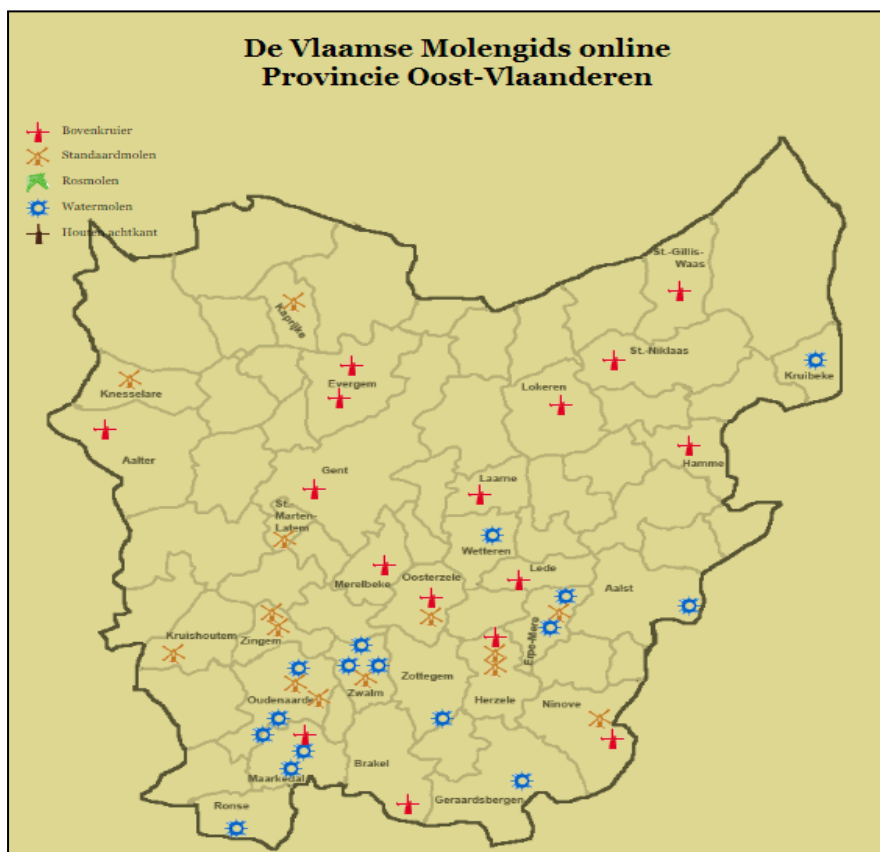 De Vlaamse Molengids online
Provincie Oost-Vlaanderen
Bovenkruier
Standaardmolen
Rosmolen
Watermolen
Houten achtkant
St.-Gillis-
Waas
Kaprijke
St.-Niklaas
Kruibeke
Evergem
Knesselare
Lokeren
Aalter
Hamme
Gent
Laarne
St.-
Marten-
Latem
Wetteren
Merelbeke
Oosterzele
Lede
Aalst
Kruishoutem
Zingem
Erpe-Mere
Zottegem
Zwalm
Oudenaarde
Herzele
Ninove
Brakel
Maarkedal
Geraardsbergen
Ronse